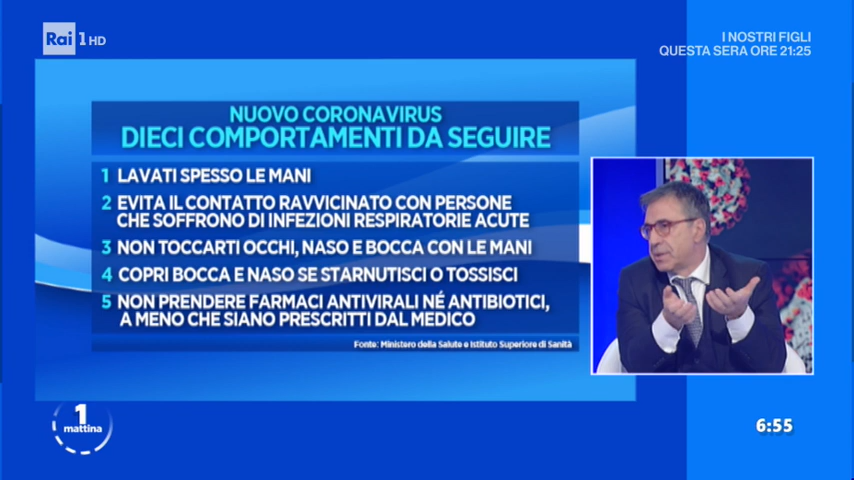 Rai 1 HD
I NOSTRI FIGLI
QUESTA SERA ORE 21:25
NUOVO CORONAVIRUS
DIECI COMPORTAMENTI DA SEGUIRE
1 LAVATI SPESSO LE MANI
2 EVITA IL CONTATTO RAVVICINATO CON PERSONE
CHE SOFFRONO DI INFEZIONI RESPIRATORIE ACUTE
3 NON TOCCARTI OCCHI, NASO E BOCCA CON LE MANI
4 COPRI BOCCA E NASO SE STARNUTISCI O TOSSISCI
5 NON PRENDERE FARMACI ANTIVIRALI NÉ ANTIBIOTICI,
A MENO CHE SIANO PRESCRITTI DAL MEDICO
Fonte: Ministero della Salute e Istituto Superiore di Sanità
1
mattina
6:55